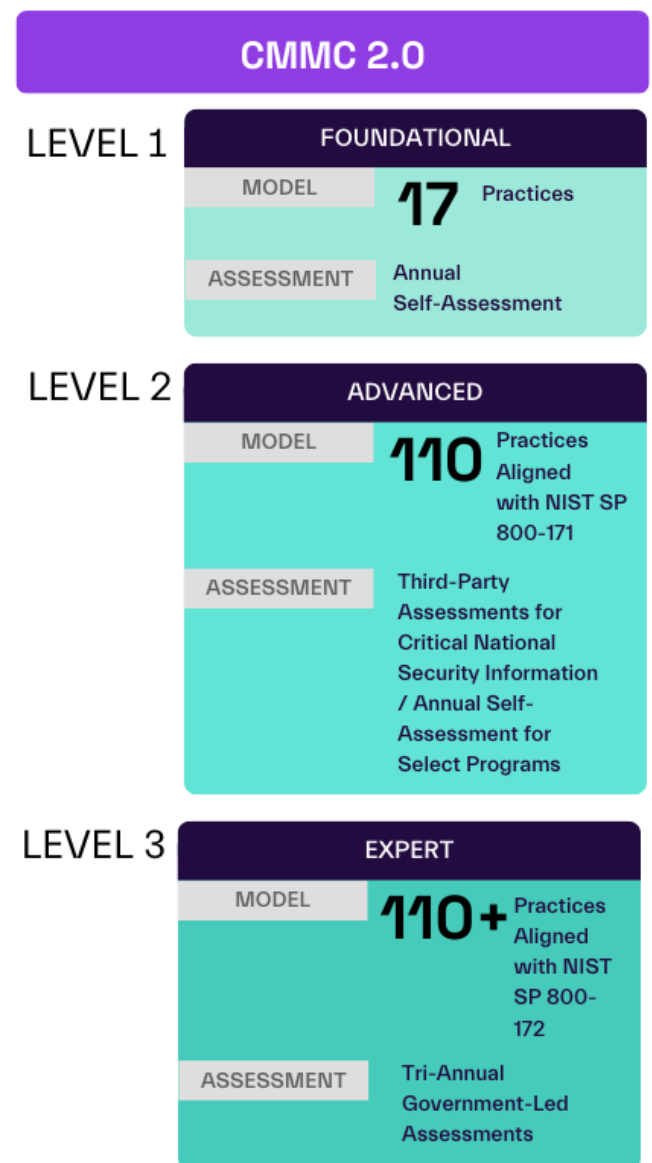 CMMC 2.0
LEVEL 1
FOUNDATIONAL
MODEL
17
Practices
ASSESSMENT
Annual
Self-Assessment
LEVEL 2
ADVANCED
MODEL
110
Practices
Aligned
with NIST SP
800-171
ASSESSMENT
Third-Party
Assessments for
Critical National
Security Information
/ Annual Self-
Assessment for
Select Programs
LEVEL 3
EXPERT
MODEL
110+
Practices
Aligned
with NIST
SP 800-
172
ASSESSMENT
Tri-Annual
Government-Led
Assessments